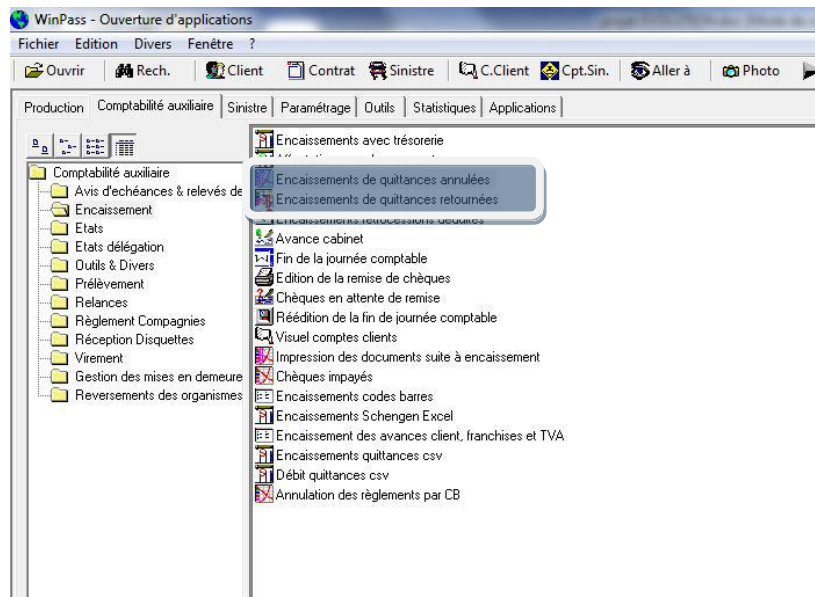 WinPass - Ouverture d'applications
Fichier Edition Divers Fenêtre ?
Ouvrir Rech. Client Contrat Sinistre C.Client Cpt.Sin. Aller à Photo
Production Comptabilité auxiliaire Sinistre Paramétrage Outils Statistiques Applications
Comptabilité auxiliaire
Avis d'echéances & relevés de
Encaissement
Etats
Etats délégation
Outils & Divers
Prélèvement
Relances
Règlement Compagnies
Réception Disquettes
Virement
Gestion des mises en demeure
Reversements des organismes
Encaissements avec trésorerie
Encaissements de quittances annulées
Encaissements de quittances retournées
Encaissements rétrocessions déduites
Avance cabinet
Fin de la journée comptable
Edition de la remise de chèques
Chèques en attente de remise
Réédition de la fin de journée comptable
Visuel comptes clients
Impression des documents suite à encaissement
Chèques impayés
Encaissements codes barres
Encaissements Schengen Excel
Encaissement des avances client, franchises et TVA
Encaissements quittances csv
Débit quittances csv
Annulation des règlements par CB